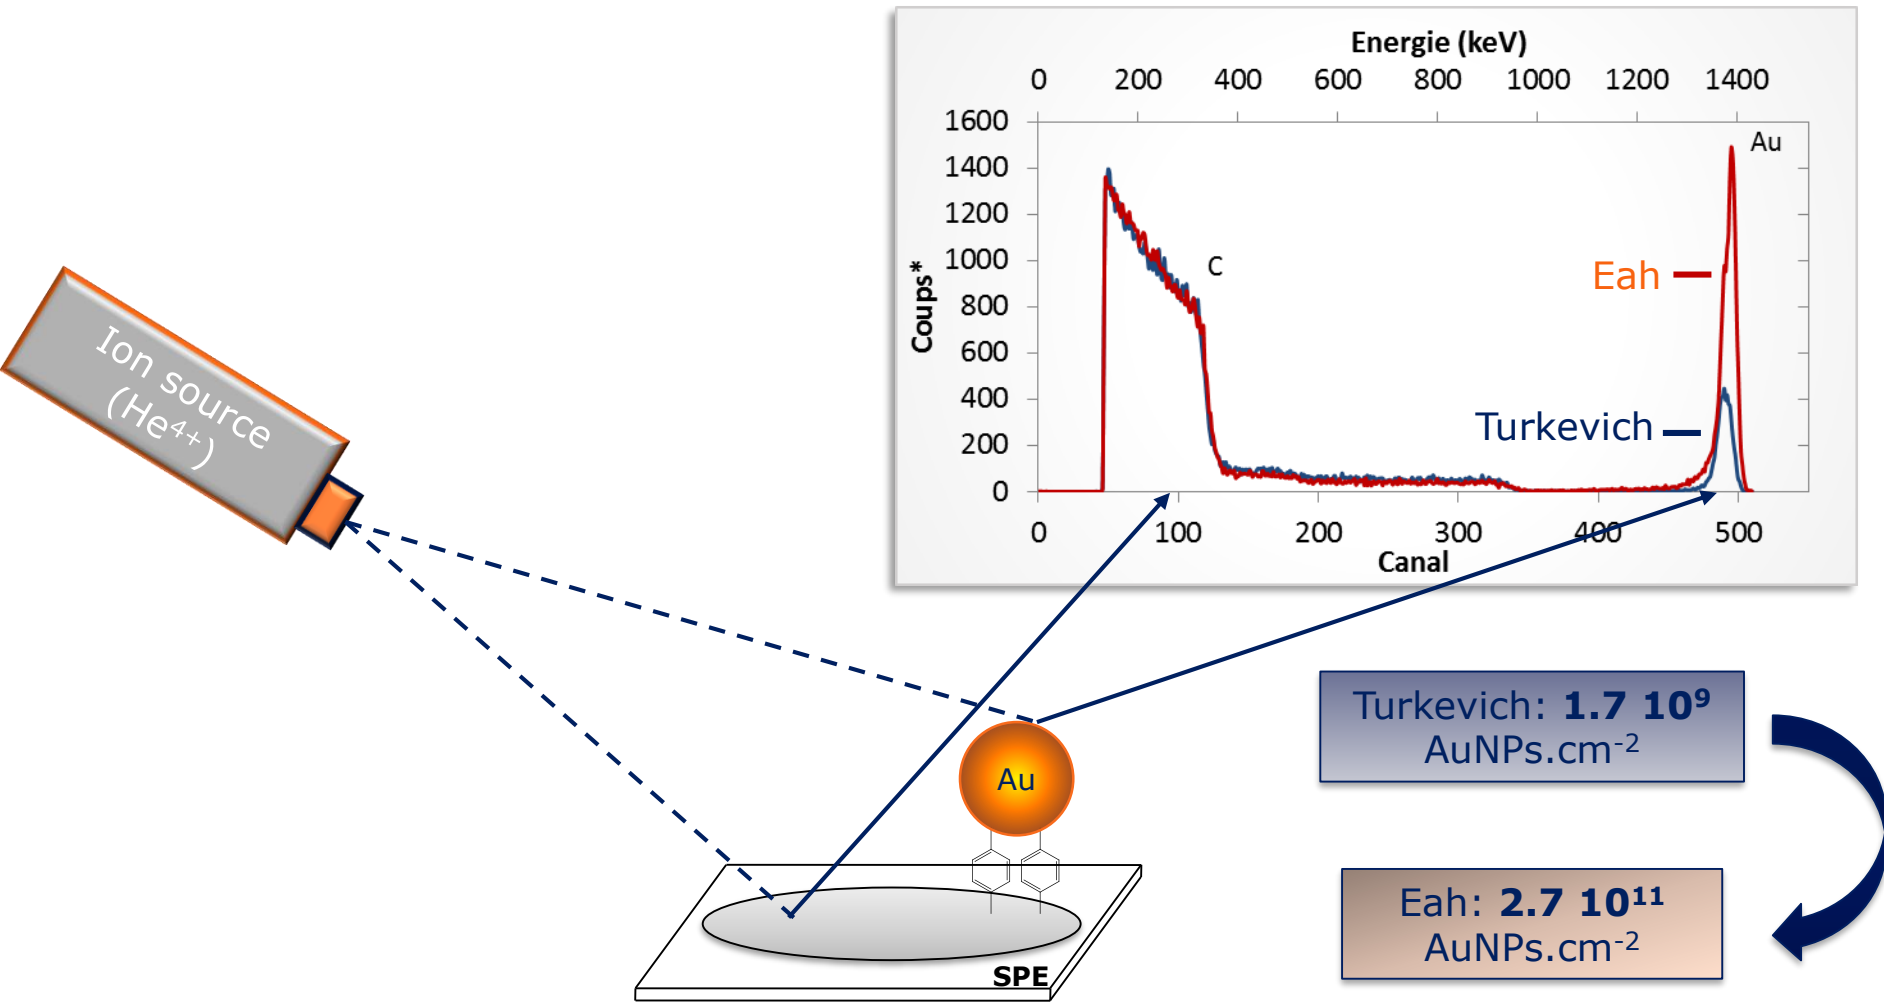 Energie (keV)
0 200 400 600 800 1000 1200 1400
1600
1400
1200
1000
800
600
400
200
0
Coups*
C
Au
Eah
Turkevich
0 100 200 300 400 500
Canal
Ion source
(He⁴⁺)
Au
SPE
Turkevich: 1.7 10⁹
AuNPs.cm⁻²
Eah: 2.7 10¹¹
AuNPs.cm⁻²